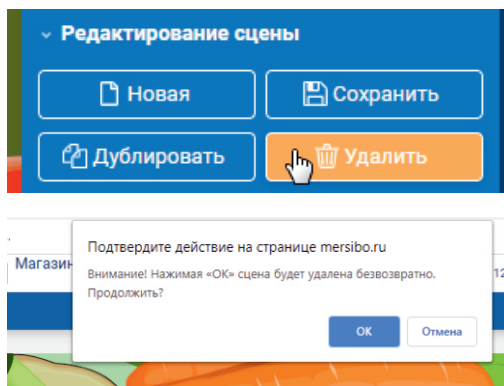 Редактирование сцены
Новая
Сохранить
Дублировать
Удалить
Подтвердите действие на странице mersibo.ru
Магазин
Внимание! Нажимая «ОК» сцена будет удалена безвозвратно.
12
Продолжить?
ОК
Отмена